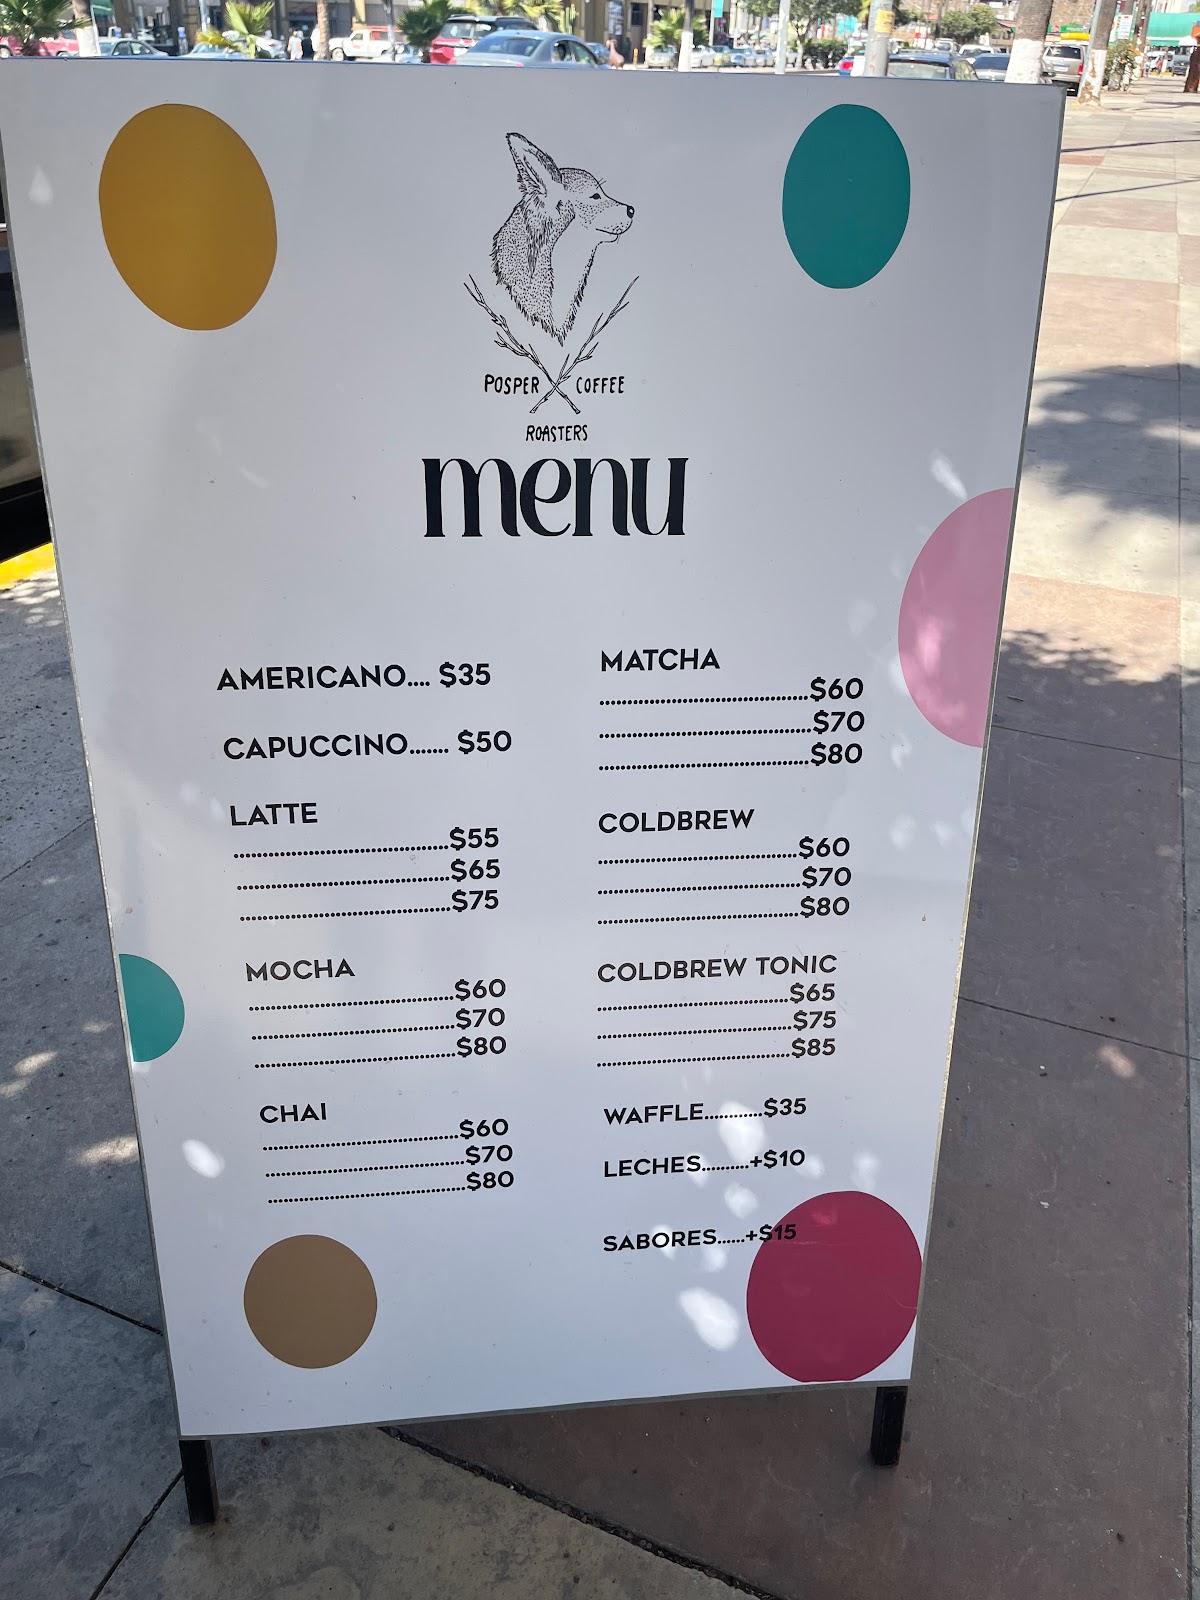 POSPER COFFEE
ROASTERS
menu
AMERICANO.... $35
CAPUCCINO....... $50
LATTE
........................................$55
........................................$65
........................................$75
MOCHA
........................................$60
........................................$70
........................................$80
CHAI
........................................$60
........................................$70
........................................$80
MATCHA
........................................$60
........................................$70
........................................$80
COLDBREW
........................................$60
........................................$70
........................................$80
COLDBREW TONIC
........................................$65
........................................$75
........................................$85
WAFFLE...........$35
LECHES..........+$10
SABORES......+$15